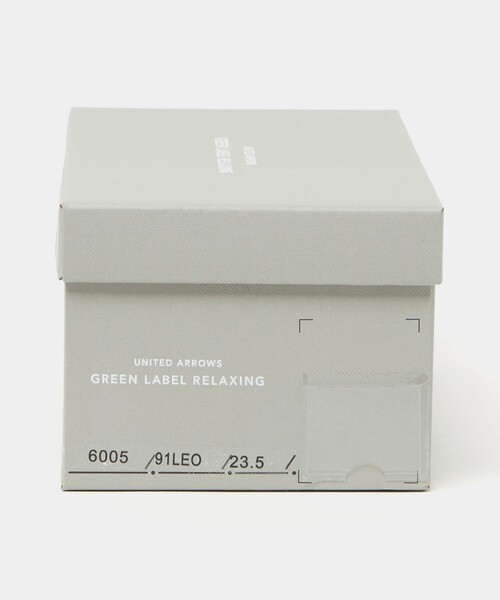 UNITED ARROWS
GREEN LABEL RELAXING
6005 /91LEO /23.5 /